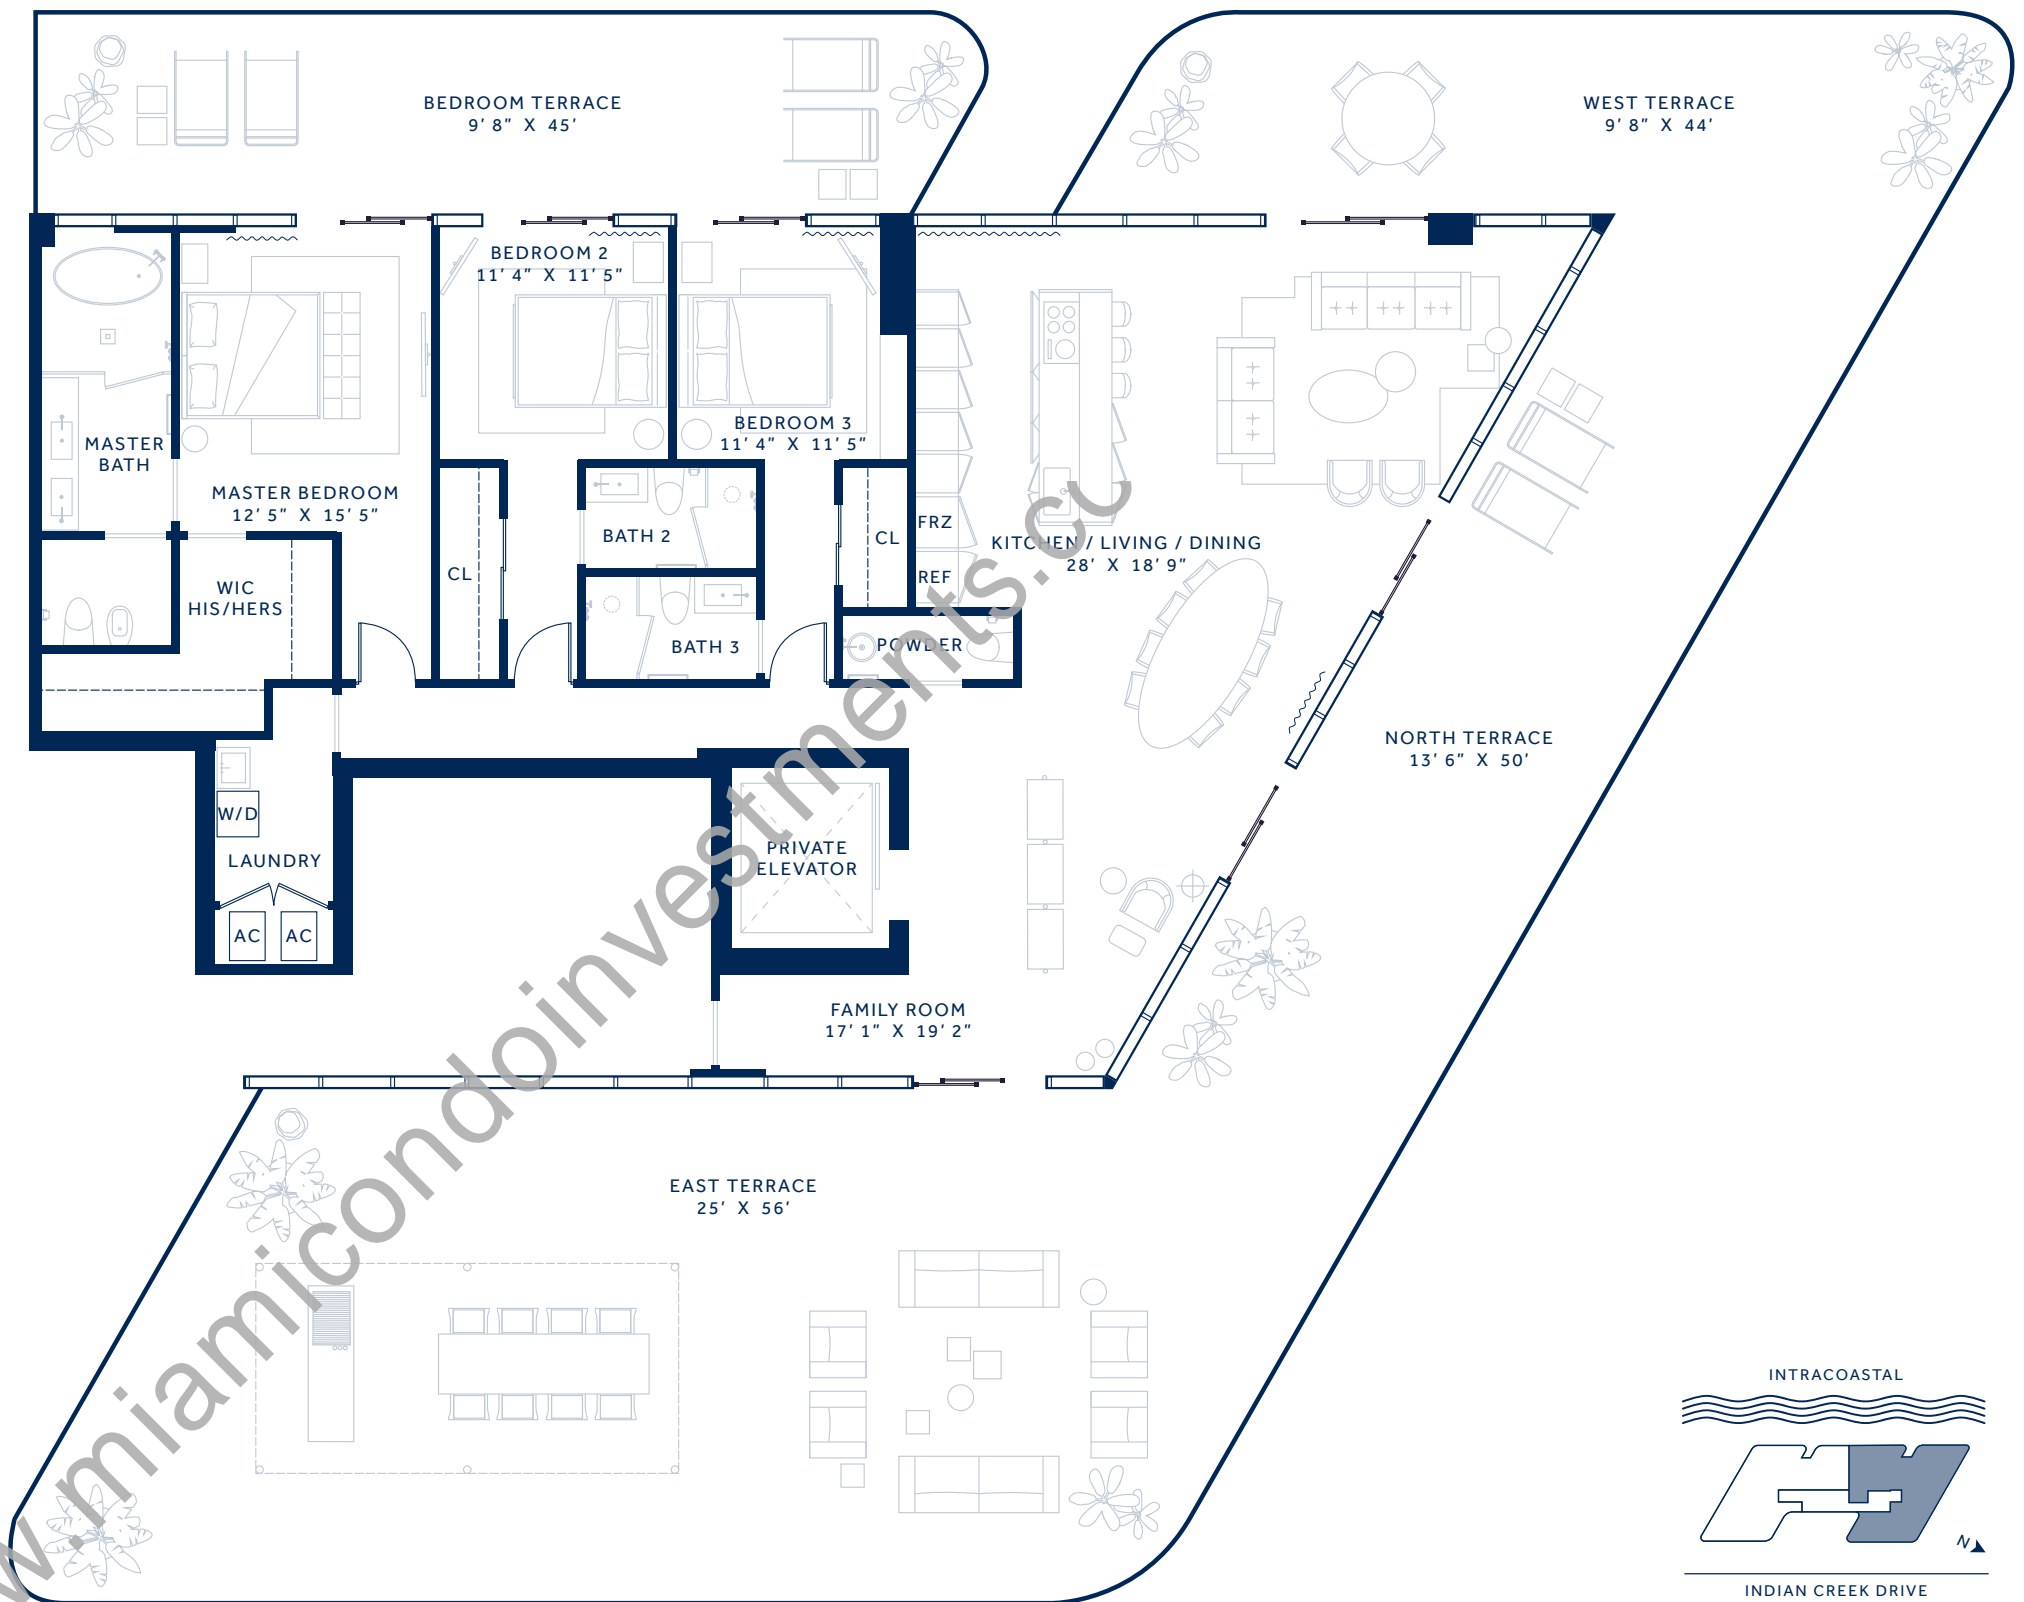 BEDROOM TERRACE
9' 8" X 45'
WEST TERRACE
9' 8" X 44'
BEDROOM 2
11' 4" X 11' 5"
BEDROOM 3
11' 4" X 11' 5"
MASTER
BATH
MASTER BEDROOM
12' 5" X 15' 5"
BATH 2
CL
CL
FRZ
REF
KITCHEN / LIVING / DINING
28' X 18' 9"
WIC
HIS/HERS
BATH 3
POWDER
NORTH TERRACE
13' 6" X 50'
W/D
LAUNDRY
AC
AC
PRIVATE
ELEVATOR
FAMILY ROOM
17' 1" X 19' 2"
EAST TERRACE
25' X 56'
w.miamicondoinvestments.co
INTRACOASTAL
N
INDIAN CREEK DRIVE